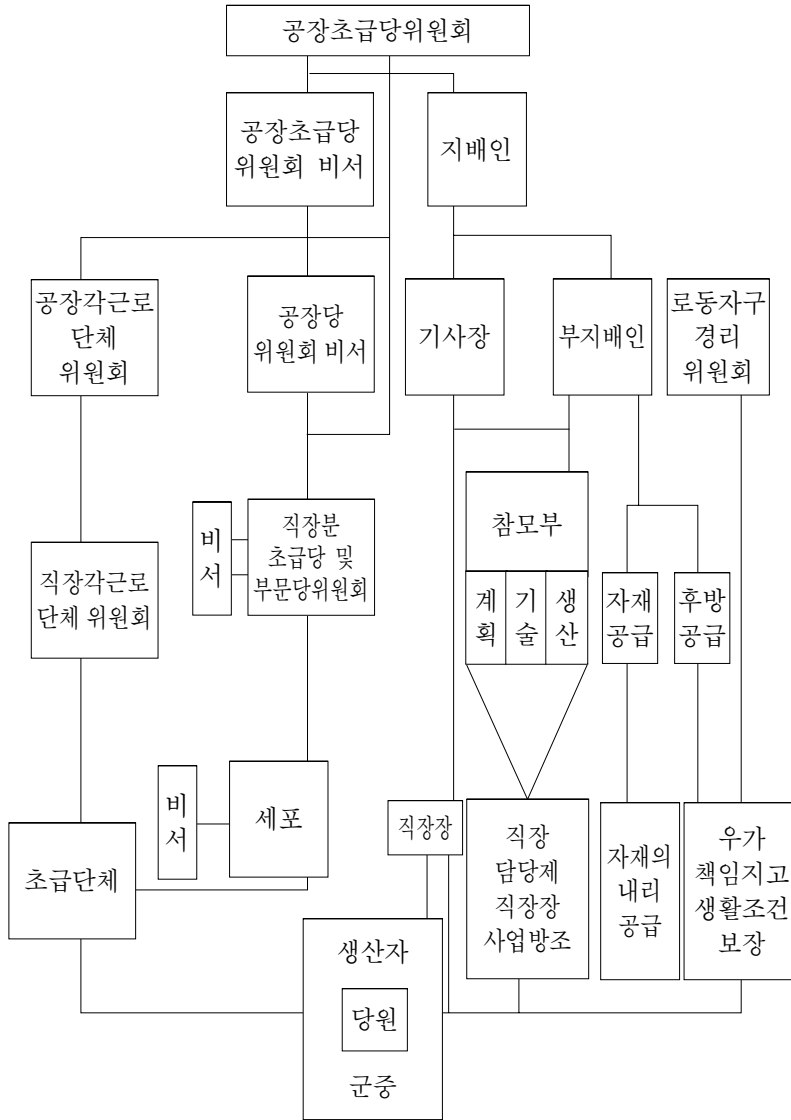 공장초급당위원회
공장초급당
위원회 비서
지배인
공장각근로
단체
위원회
공장당
위원회 비서
기사장
부지배인
로동자구
경리
위원회
비
서
직장분
초급당 및
부문당위원회
참모부
직장각근로
단체 위원회
계
획
기
술
생
산
자재
공급
후방
공급
비
서
세포
직장장
초급단체
직장
담당제
직장장
사업방조
자재의
내리
공급
우가
책임지고
생활조건
보장
생산자
당원
군중